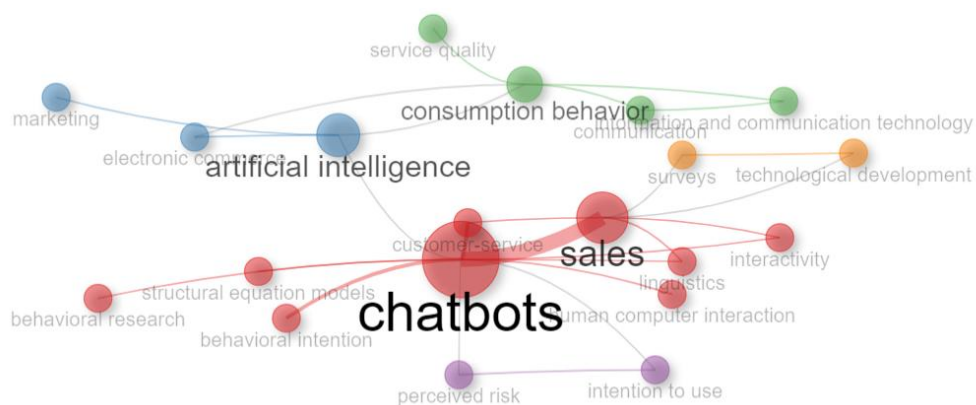 service quality
marketing
consumption behavior
communication
information and communication technology
electronic commerce
artificial intelligence
surveys
technological development
customer-service
sales
interactivity
linguistics
structural equation models
behavioral research
chatbots
human computer interaction
behavioral intention
perceived risk
intention to use